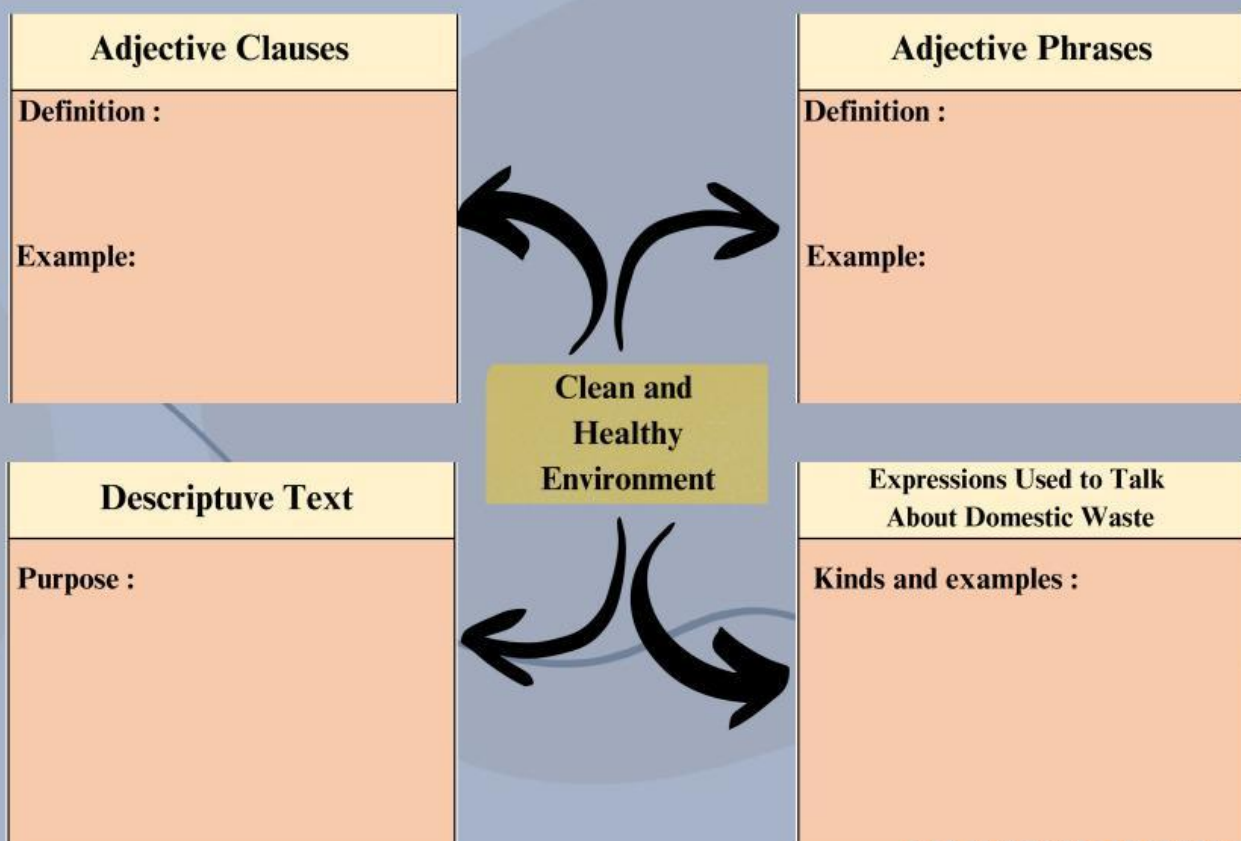 Adjective Clauses
Definition :
Example:
Adjective Phrases
Definition :
Example:
Clean and
Healthy
Environment
Descriptuve Text
Purpose :
Expressions Used to Talk
About Domestic Waste
Kinds and examples :